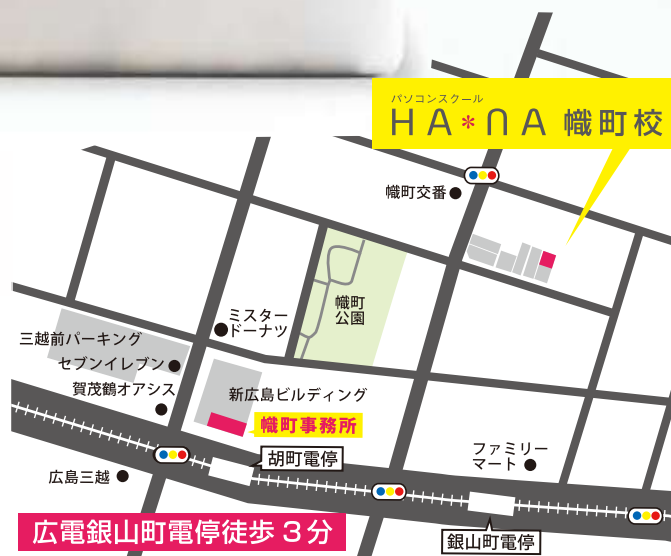 パソコンスクール
HA*NA 幟町校
幟町交番
ミスター
ドーナツ
幟町
公園
三越前パーキング
セブンイレブン
賀茂鶴オアシス
新広島ビルディング
幟町事務所
ファミリー
マート
胡町電停
広島三越
広電銀山町電停徒歩3分
銀山町電停